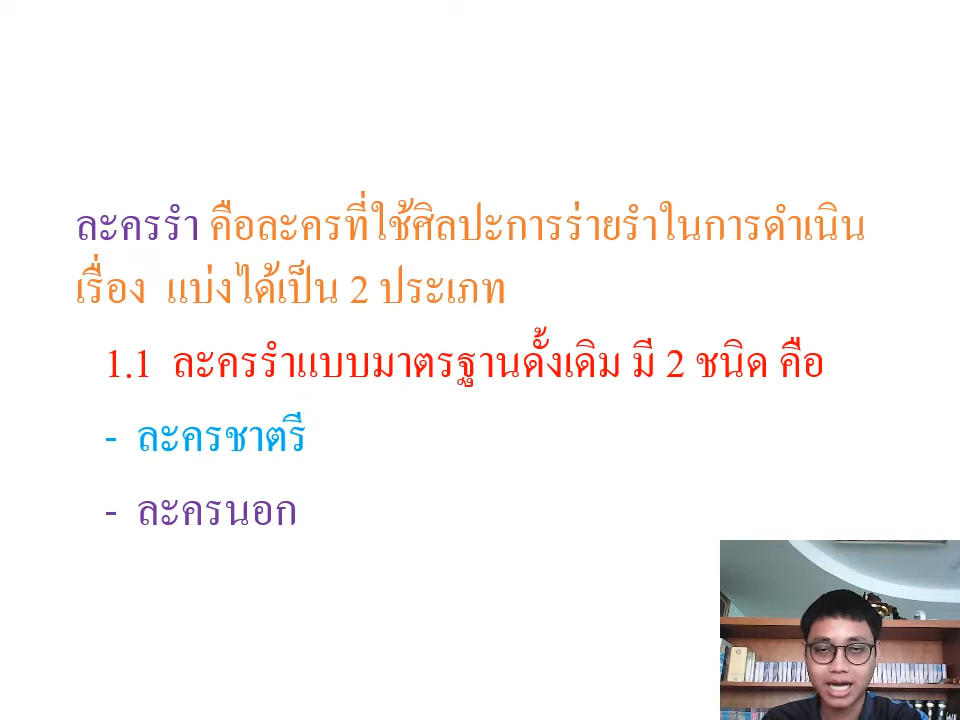 ละครรำ คือละครที่ใช้ศิลปะการร่ายรำในการดำเนิน
เรื่อง แบ่งได้เป็น 2 ประเภท
1.1 ละครรำแบบมาตรฐานดั้งเดิม มี 2 ชนิด คือ
- ละครชาตรี
- ละครนอก